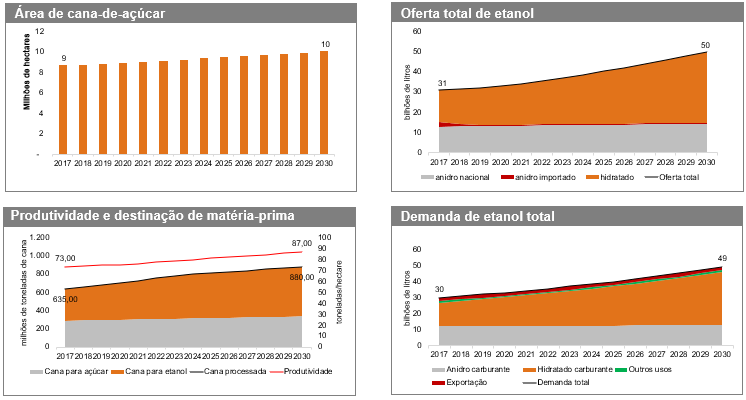 Área de cana-de-açúcar
Milhões de hectares
12
10
8
6
4
2
-
9
10
2017 2018 2019 2020 2021 2022 2023 2024 2025 2026 2027 2028 2029 2030
Oferta total de etanol
bilhões de litros
60
50
40
30
20
10
0
31
50
2017 2018 2019 2020 2021 2022 2023 2024 2025 2026 2027 2028 2029 2030
anidro nacional anidro importado hidratado Oferta total
Produtividade e destinação de matéria-prima
milhões de toneladas de cana
1.200
1.000
800
600
400
200
0
73,00
635,00
87,00
880,00
100
90
80
70
60
50
40
30
20
10
0
toneladas/hectare
2017 2018 2019 2020 2021 2022 2023 2024 2025 2026 2027 2028 2029 2030
Cana para açúcar Cana para etanol Cana processada Produtividade
Demanda de etanol total
bilhões de litros
60
50
40
30
20
10
0
30
49
2017 2018 2019 2020 2021 2022 2023 2024 2025 2026 2027 2028 2029 2030
Anidro carburante Hidratado carburante Outros usos
Exportação Demanda total